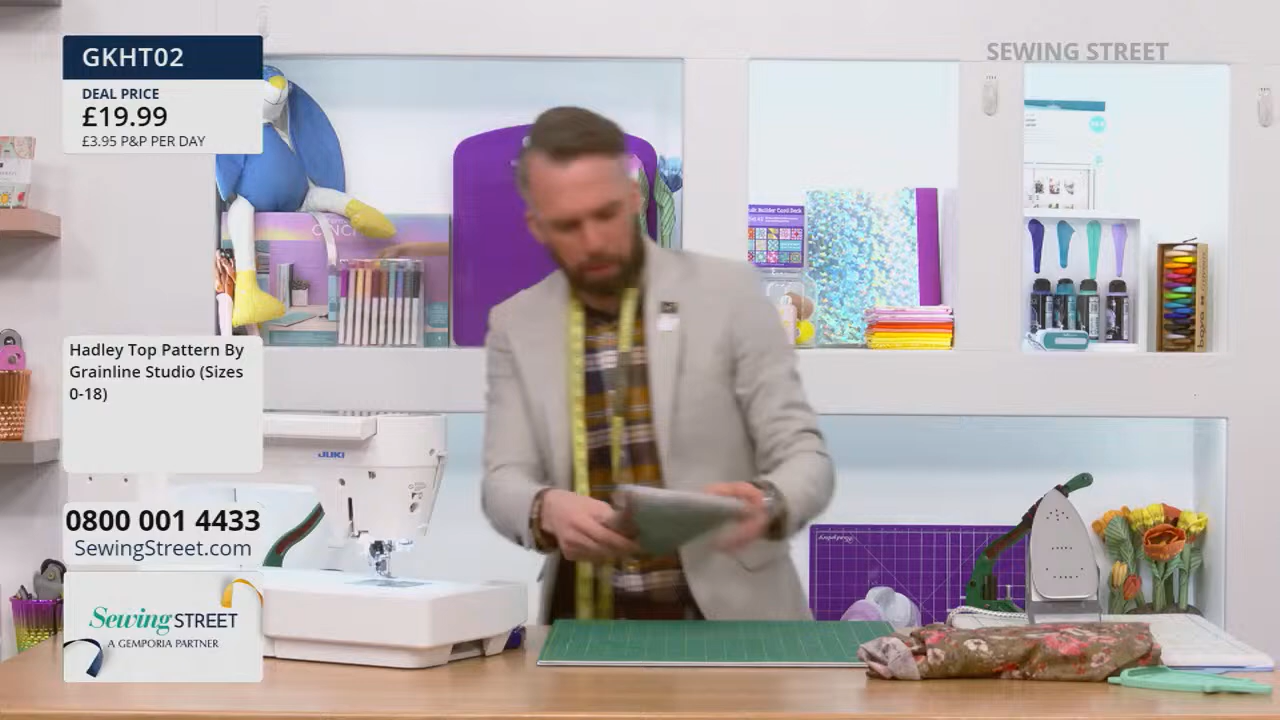 GKHT02
DEAL PRICE
£19.99
£3.95 P&P PER DAY
SEWING STREET
Hadley Top Pattern By
Grainline Studio (Sizes
0-18)
JUKI
0800 001 4433
SewingStreet.com
Sewing STREET
A GEMPORIA PARTNER